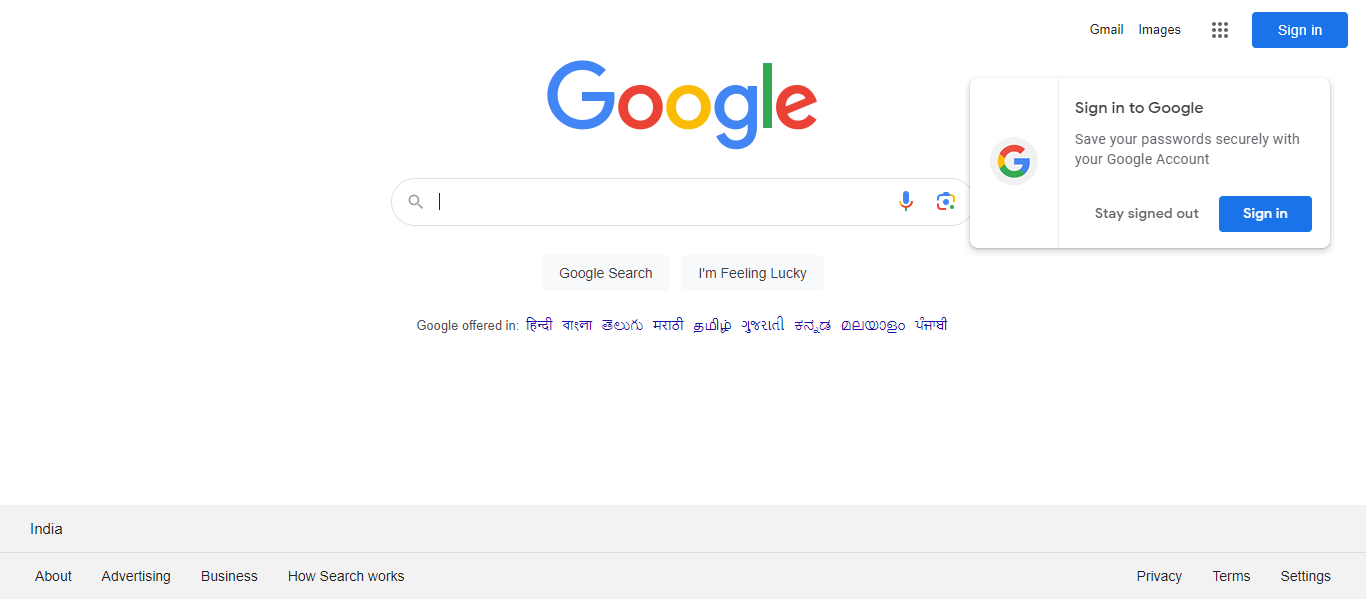 Gmail Images Sign in
Google
Sign in to Google
Save your passwords securely with
your Google Account
Stay signed out Sign in
Google Search I'm Feeling Lucky
Google offered in: हिन्दी বাংলা తెలుగు मराठी தமிழ் ગુજરાતી ಕನ್ನಡ മലയാളം ਪੰਜਾਬੀ
India
About Advertising Business How Search works Privacy Terms Settings